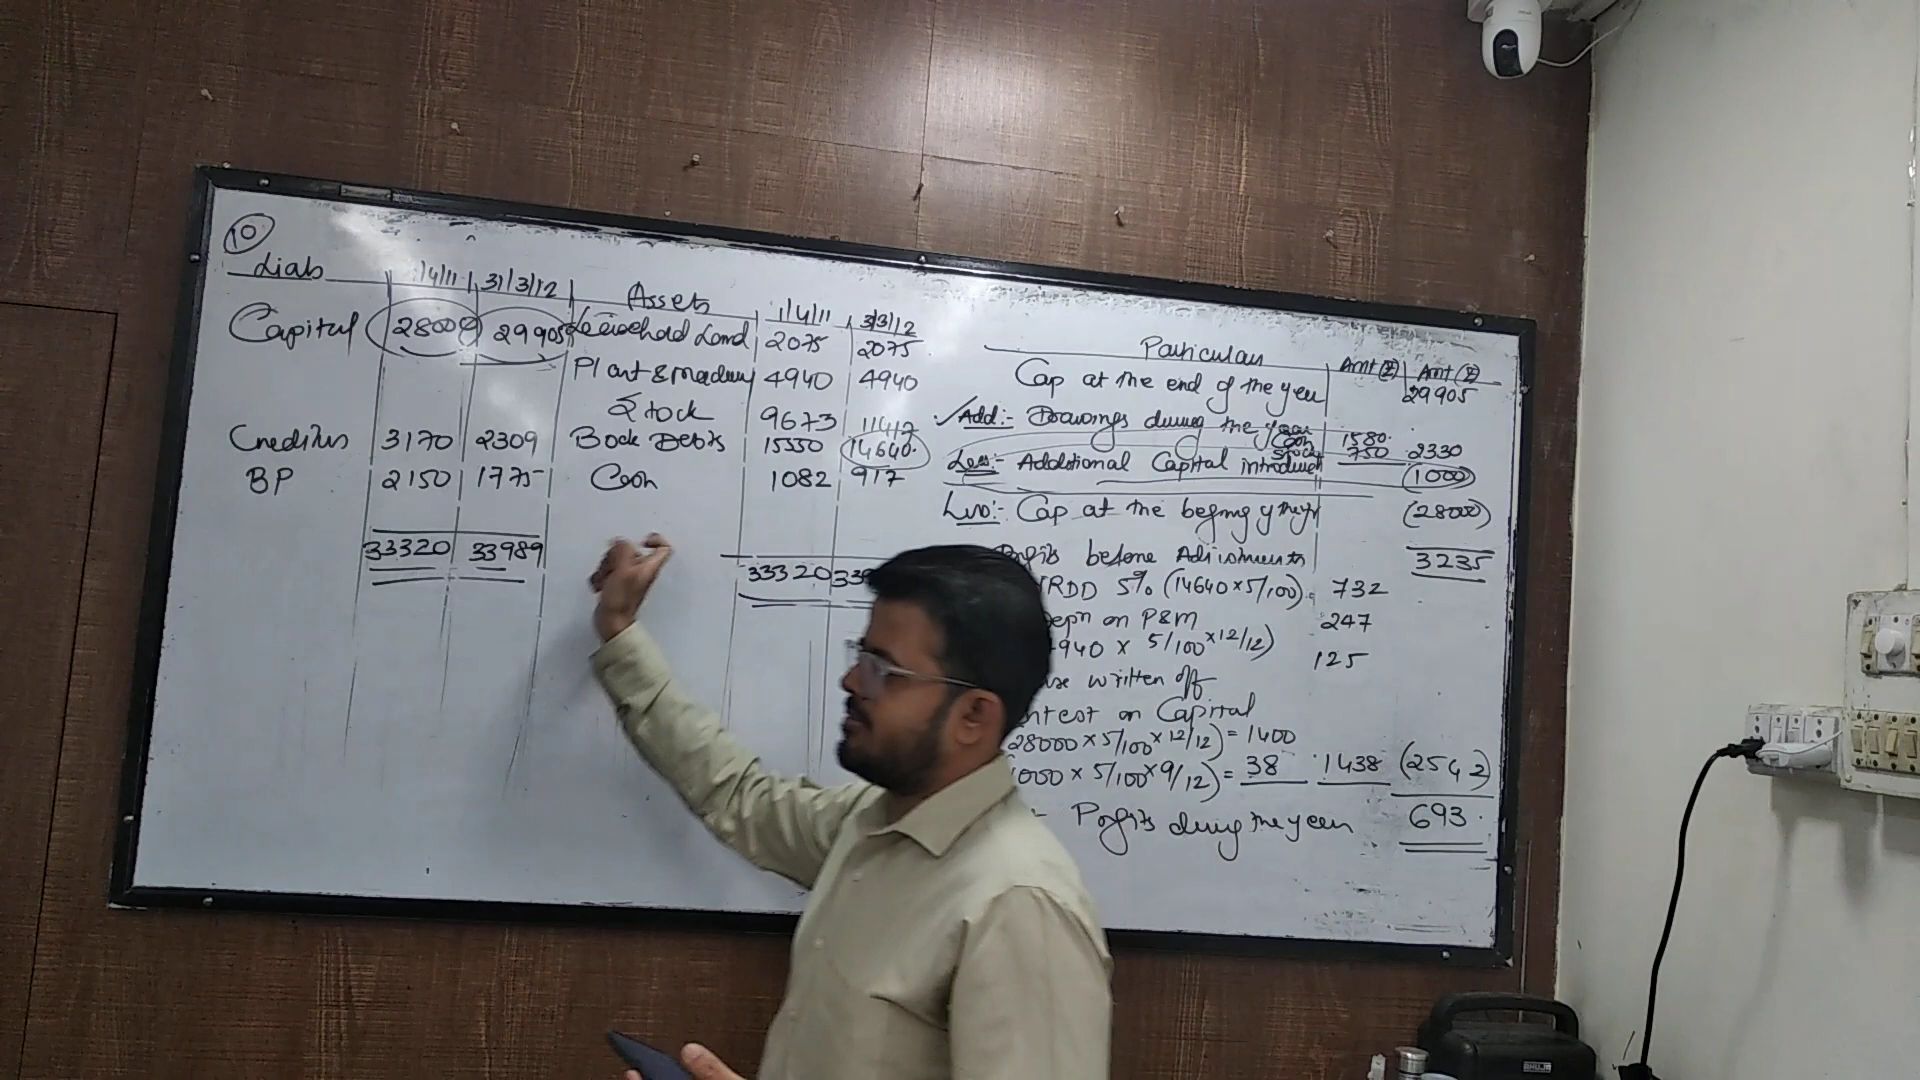 10
Liab 1/4/11 31/3/12 Assets 1/4/11 31/3/12
Capital 28000 29905 Leasehold Land 2075 2075
Plant & Machinery 4940 4940
Stock 9673 11417
Creditors 3170 2309 Book Debts 15550 14640
BP 2150 1775 Cash 1082 917
33320 33989 33320 33
Particulars Amt (₹) Amt (₹)
Cap at the end of the year 29905
Add:- Drawings during the year
Cash 1580
Stock 750 2330
Less:- Additional Capital introduced (1000)
Less:- Cap at the begining of the yr (28000)
Profits before Adjustments 3235
RDD 5% (14640 x 5/100) 732
Depn on P&M 247
940 x 5/100 x 12/12) 125
written off
Interest on Capital
28000 x 5/100 x 12/12) = 1400
1000 x 5/100 x 9/12) = 38 1438 (2542)
Profits during the year 693